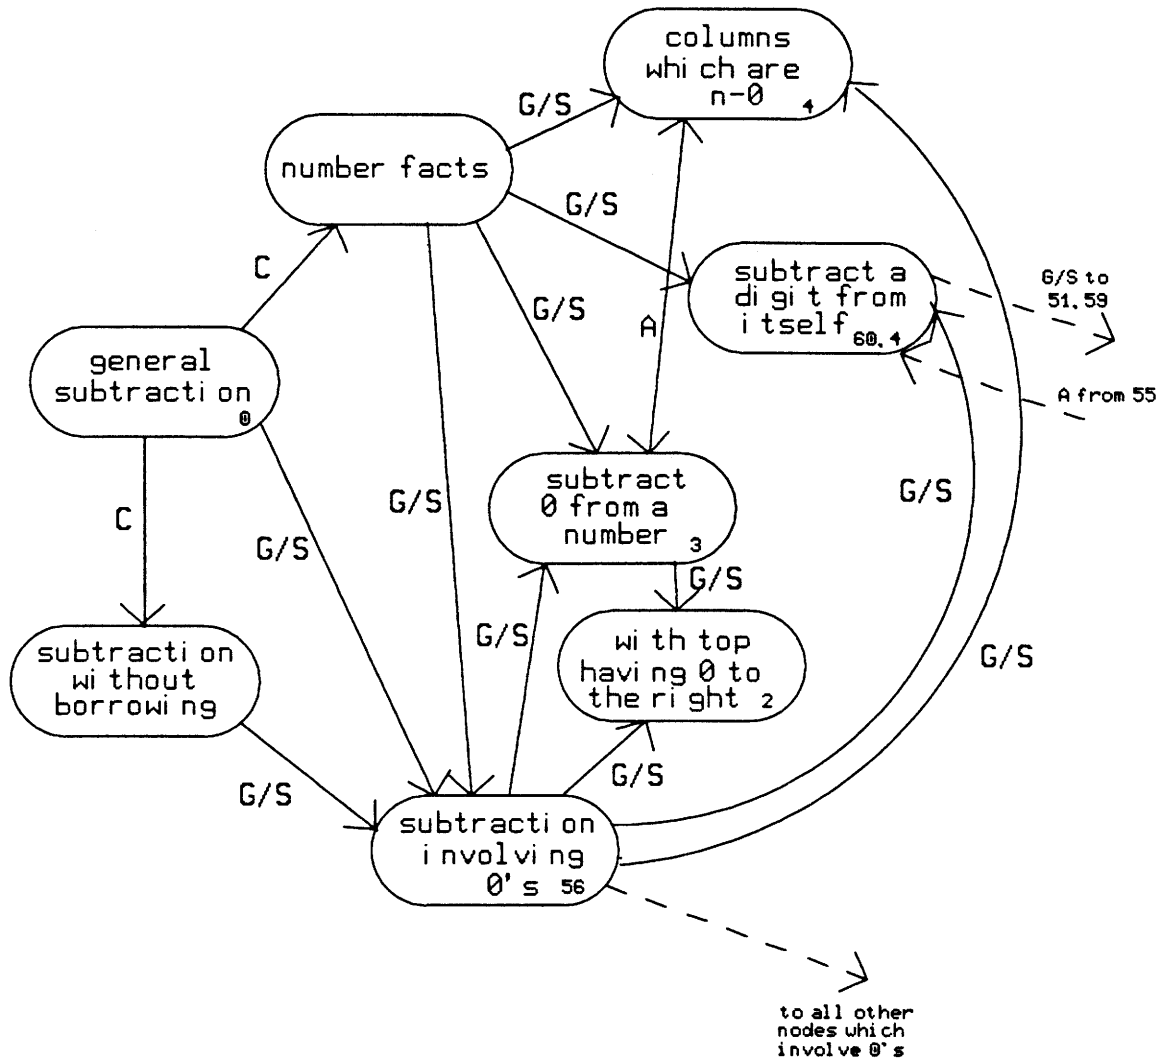 columns
which are
n-0 4
G/S
number facts
G/S
C
subtract a
digit from
itself 60.4
G/S to
51.59
G/S
A
A from 55
general
subtraction
0
G/S
subtract
0 from a
number 3
G/S
C
G/S
G/S
G/S
with top
having 0 to
the right 2
subtraction
without
borrowing
G/S
G/S
G/S
subtraction
involving
0's 56
to all other
nodes which
involve 0's